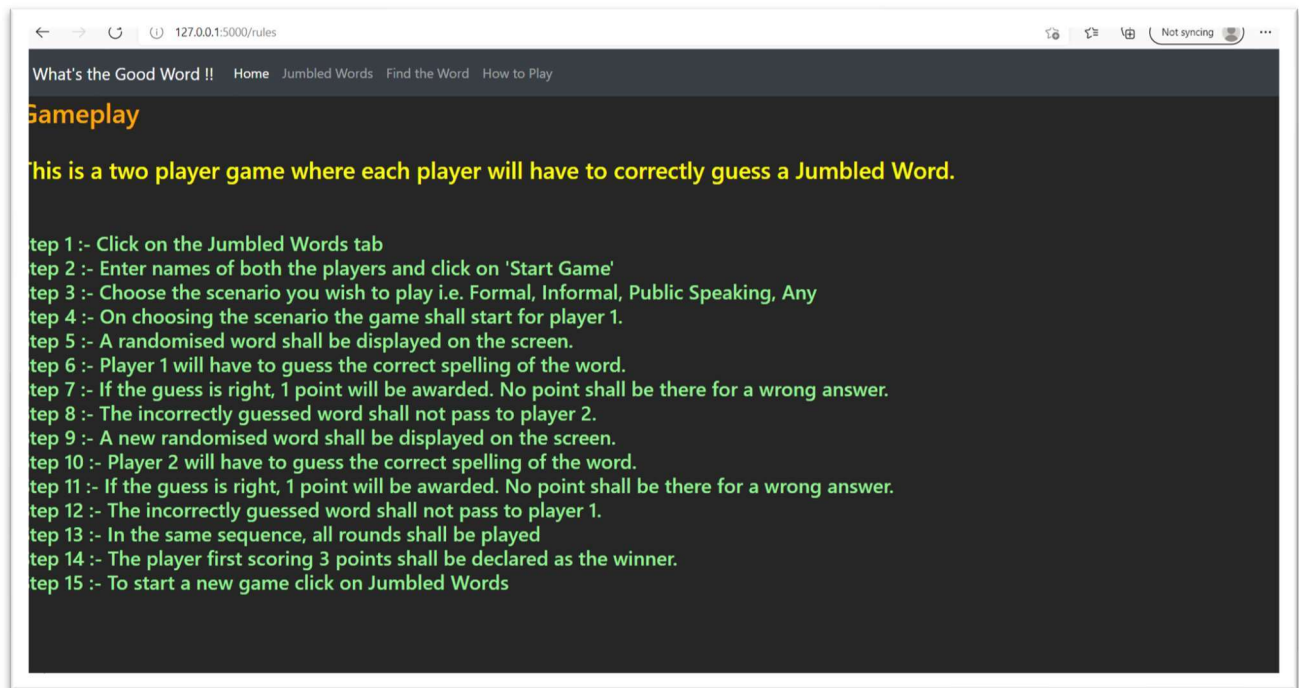 127.0.0.1:5000/rules
Not syncing
What's the Good Word !! Home Jumbled Words Find the Word How to Play
Gameplay
This is a two player game where each player will have to correctly guess a Jumbled Word.
tep 1 :- Click on the Jumbled Words tab
tep 2 :- Enter names of both the players and click on 'Start Game'
tep 3 :- Choose the scenario you wish to play i.e. Formal, Informal, Public Speaking, Any
tep 4 :- On choosing the scenario the game shall start for player 1.
tep 5 :- A randomised word shall be displayed on the screen.
tep 6 :- Player 1 will have to guess the correct spelling of the word.
tep 7 :- If the guess is right, 1 point will be awarded. No point shall be there for a wrong answer.
tep 8 :- The incorrectly guessed word shall not pass to player 2.
tep 9 :- A new randomised word shall be displayed on the screen.
tep 10 :- Player 2 will have to guess the correct spelling of the word.
tep 11 :- If the guess is right, 1 point will be awarded. No point shall be there for a wrong answer.
tep 12 :- The incorrectly guessed word shall not pass to player 1.
tep 13 :- In the same sequence, all rounds shall be played
tep 14 :- The player first scoring 3 points shall be declared as the winner.
tep 15 :- To start a new game click on Jumbled Words